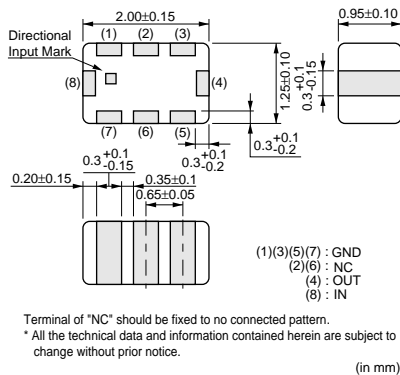 2.00±0.15
0.95±0.10
Directional
Input Mark
(1) (2) (3)
(8)
(4)
(7) (6) (5)
1.25±0.10
0.3 +0.1 -0.15
0.3 +0.1 -0.2
0.3 +0.1 -0.2
0.3 +0.1 -0.15
0.20±0.15
0.35±0.1
0.65±0.05
(1)(3)(5)(7) : GND
(2)(6) : NC
(4) : OUT
(8) : IN
Terminal of "NC" should be fixed to no connected pattern.
* All the technical data and information contained herein are subject to
change without prior notice.
(in mm)